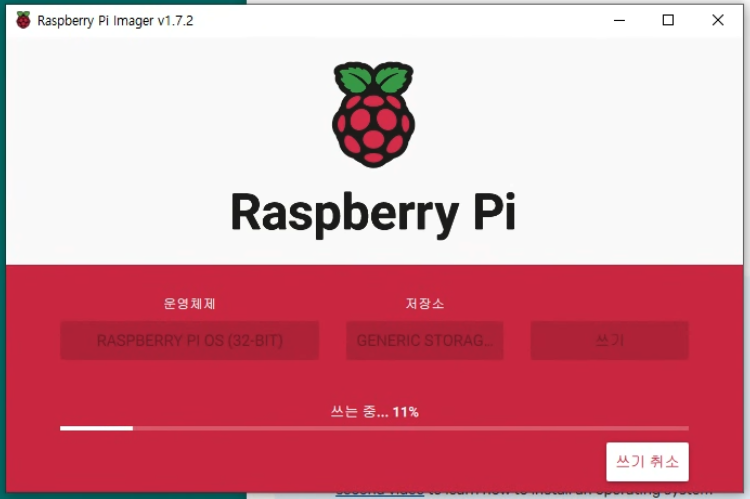 Raspberry Pi Imager v1.7.2
Raspberry Pi
운영체제 저장소
RASPBERRY PI OS (32-BIT) GENERIC STORAG.. 쓰기
쓰는 중... 11%
쓰기 취소
second video to learn how to install an operating system.